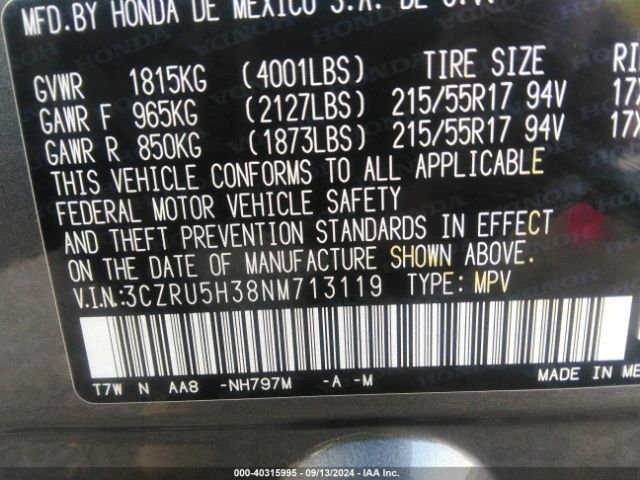 MFD.BY HONDA DE MEXICO S.A. DE C.V.
GVWR 1815KG (4001LBS) TIRE SIZE
GAWR F 965KG (2127LBS) 215/55R17 94V 17
GAWR R 850KG (1873LBS) 215/55R17 94V 17X
THIS VEHICLE CONFORMS TO ALL APPLICABLE
FEDERAL MOTOR VEHICLE SAFETY
AND THEFT PREVENTION STANDARDS IN EFFECT
ON THE DATE OF MANUFACTURE SHOWN ABOVE.
V.I.N:3CZRU5H38NM713119 TYPE: MPV
T7W N AA8 -NH797M -A -M MADE IN ME
000-40315995 - 09/13/2024 - IAA Inc.